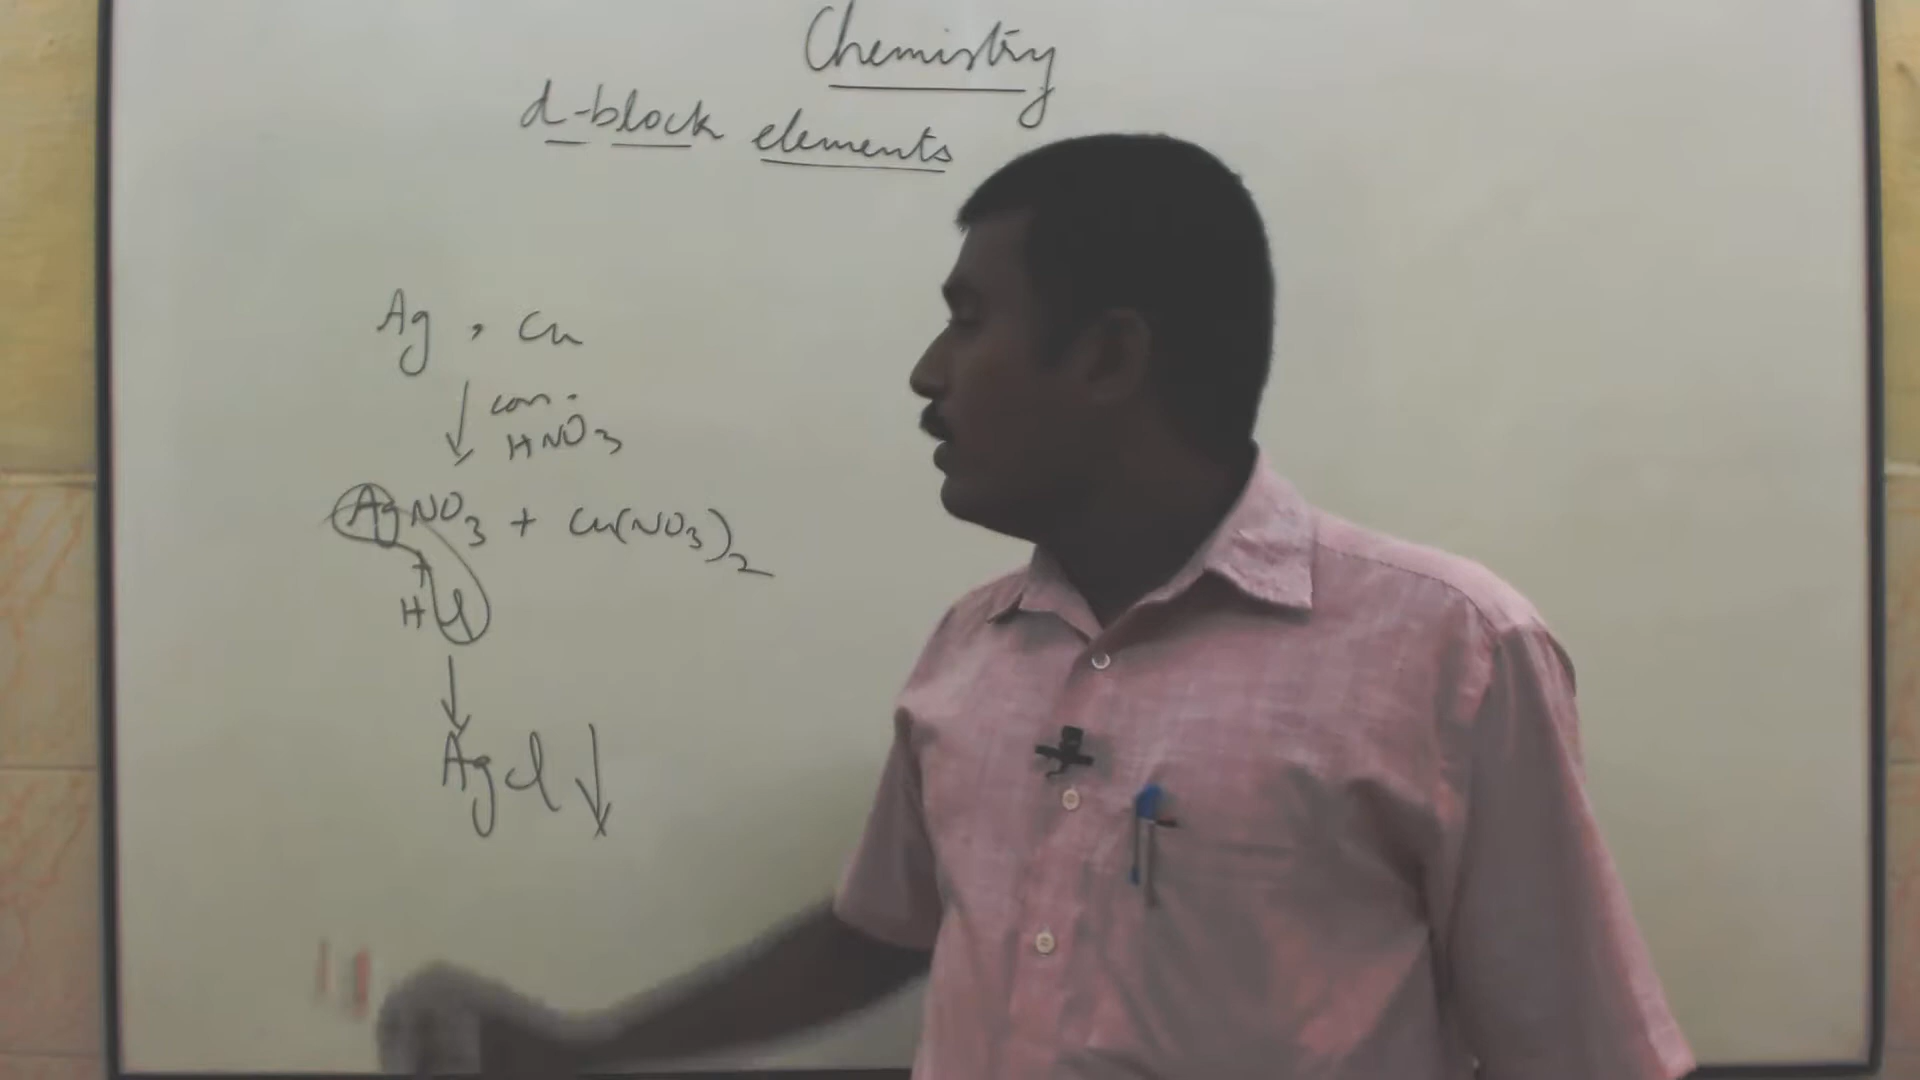 Chemistry
d-block elements
Ag , Cu
↓ con.
HNO3
AgNO3 + Cu(NO3)2
+
HCl
↓
AgCl ↓